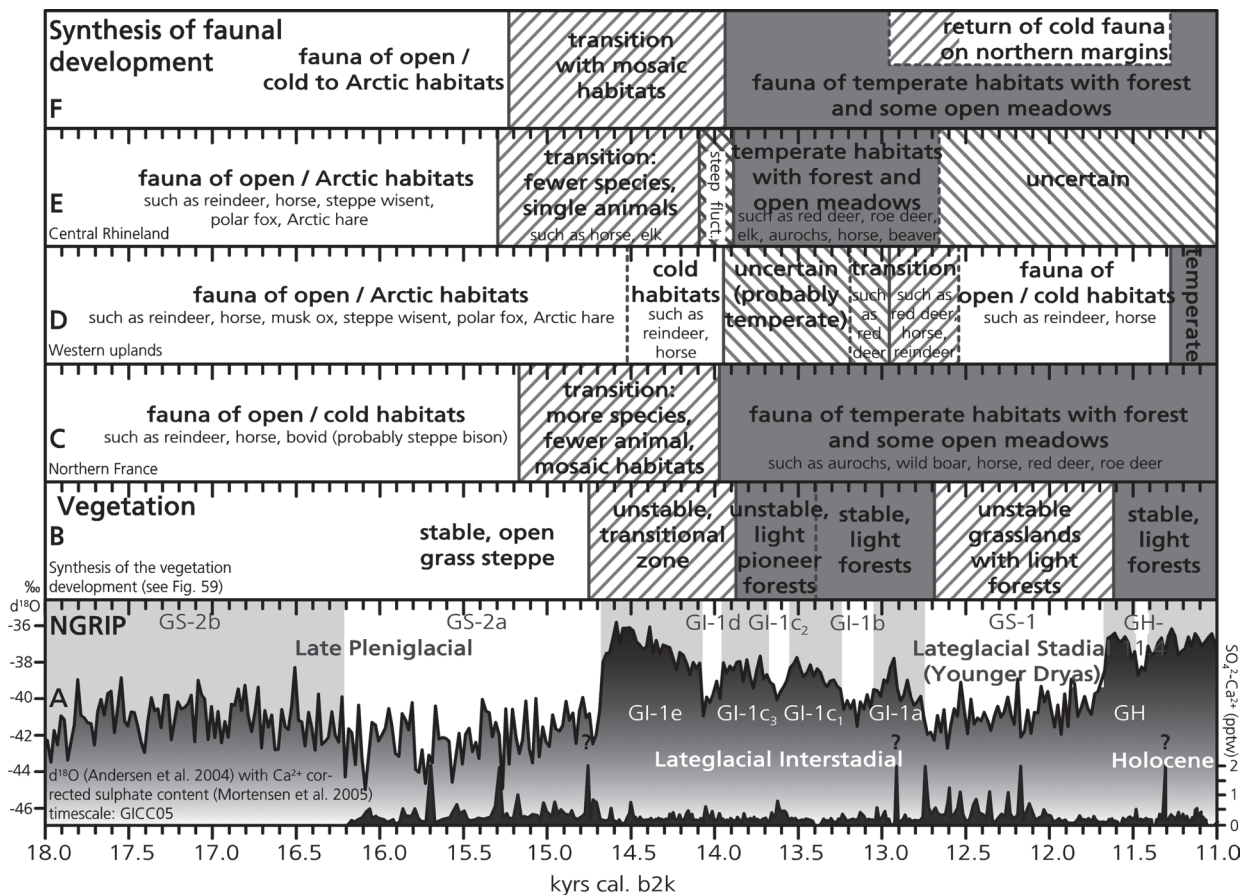 Synthesis of faunal
development
F
fauna of open /
cold to Arctic habitats
transition
with mosaic
habitats
return of cold fauna
on northern margins
fauna of temperate habitats with forest
and some open meadows
E
Central Rhineland
fauna of open / Arctic habitats
such as reindeer, horse, steppe wisent,
polar fox, Arctic hare
transition:
fewer species,
single animals
such as horse, elk
steep fluct.
temperate habitats
with forest and
open meadows
such as red deer, roe deer,
elk, aurochs, horse, beaver
uncertain
D
Western uplands
fauna of open / Arctic habitats
such as reindeer, horse, musk ox, steppe wisent, polar fox, Arctic hare
cold
habitats
such as
reindeer,
horse
uncertain
(probably
temperate)
transition
such
as
red
deer
such as
red deer,
horse,
reindeer
fauna of
open / cold habitats
such as reindeer, horse
temperate
C
Northern France
fauna of open / cold habitats
such as reindeer, horse, bovid (probably steppe bison)
transition:
more species,
fewer animal,
mosaic habitats
fauna of temperate habitats with forest
and some open meadows
such as aurochs, wild boar, horse, red deer, roe deer
Vegetation
B
Synthesis of the vegetation
development (see Fig. 59)
stable, open
grass steppe
unstable,
transitional
zone
unstable,
light
pioneer
forests
stable,
light
forests
unstable
grasslands
with light
forests
stable,
light
forests
‰
d¹⁸O
-36
-38
-40
-42
-44
-46
NGRIP
A
GS-2b
GS-2a
GI-1d
GI-1c₂
GI-1b
GS-1
GH-
11.4
Late Pleniglacial
Lateglacial Stadial
(Younger Dryas)
GI-1e
GI-1c₃
GI-1c₁
GI-1a
GH
?
?
?
Lateglacial Interstadial
Holocene
d¹⁸O (Andersen et al. 2004) with Ca²⁺ cor-
rected sulphate content (Mortensen et al. 2005)
timescale: GICC05
SO₄²-Ca²⁺ (pptw)
2
1
1
0
18.0 17.5 17.0 16.5 16.0 15.5 15.0 14.5 14.0 13.5 13.0 12.5 12.0 11.5 11.0
kyrs cal. b2k